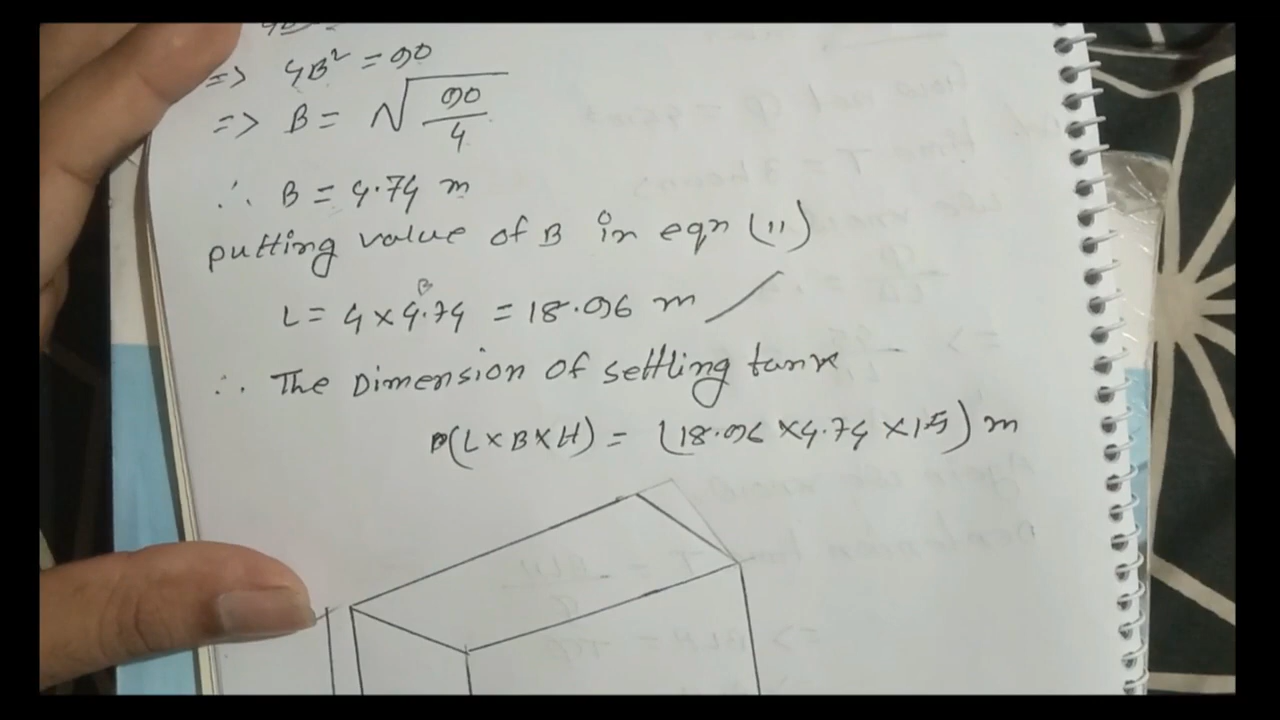 => 4B² = 90
=> B = √90/4
∴ B = 4.74 m
putting value of B in eqn (11)
L = 4 × 4.74 = 18.96 m
∴ The Dimension of settling tank
(L×B×H) = (18.96 ×4.74 ×1.5) m